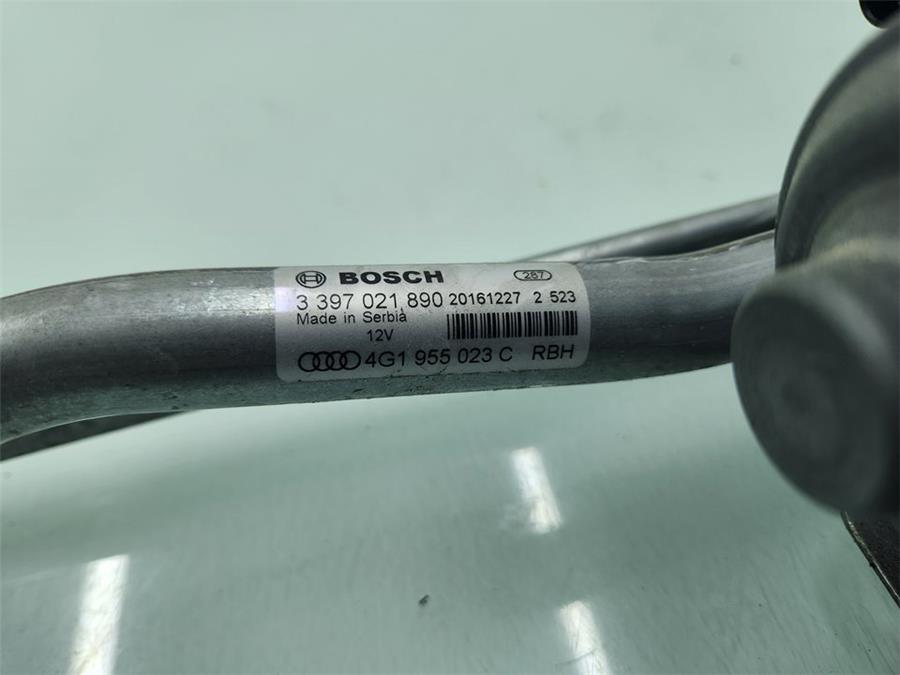 BOSCH 287
3 397 021 890 20161227 2 523
Made in Serbia
12V
4G1 955 023 C RBH